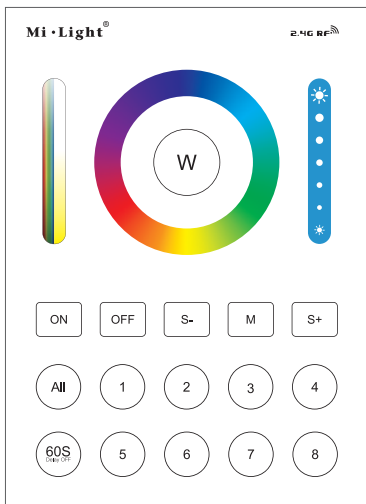 Mi·Light® 2.4G RF
W
ON OFF S- M S+
All 1 2 3 4
60S 5 6 7 8
Delay OFF